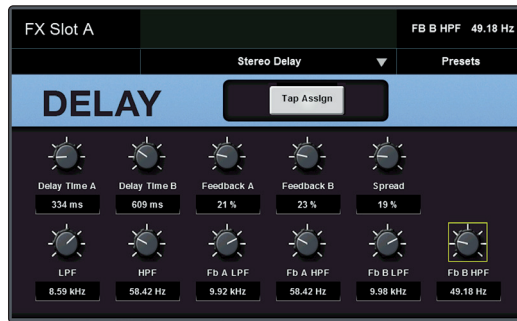 FX Slot A FB B HPF 49.18 Hz
Stereo Delay Presets
DELAY Tap Assign
Delay Time A Delay Time B Feedback A Feedback B Spread
334 ms 609 ms 21 % 23 % 19 %
LPF HPF Fb A LPF Fb A HPF Fb B LPF Fb B HPF
8.59 kHz 58.42 Hz 9.92 kHz 58.42 Hz 9.98 kHz 49.18 Hz